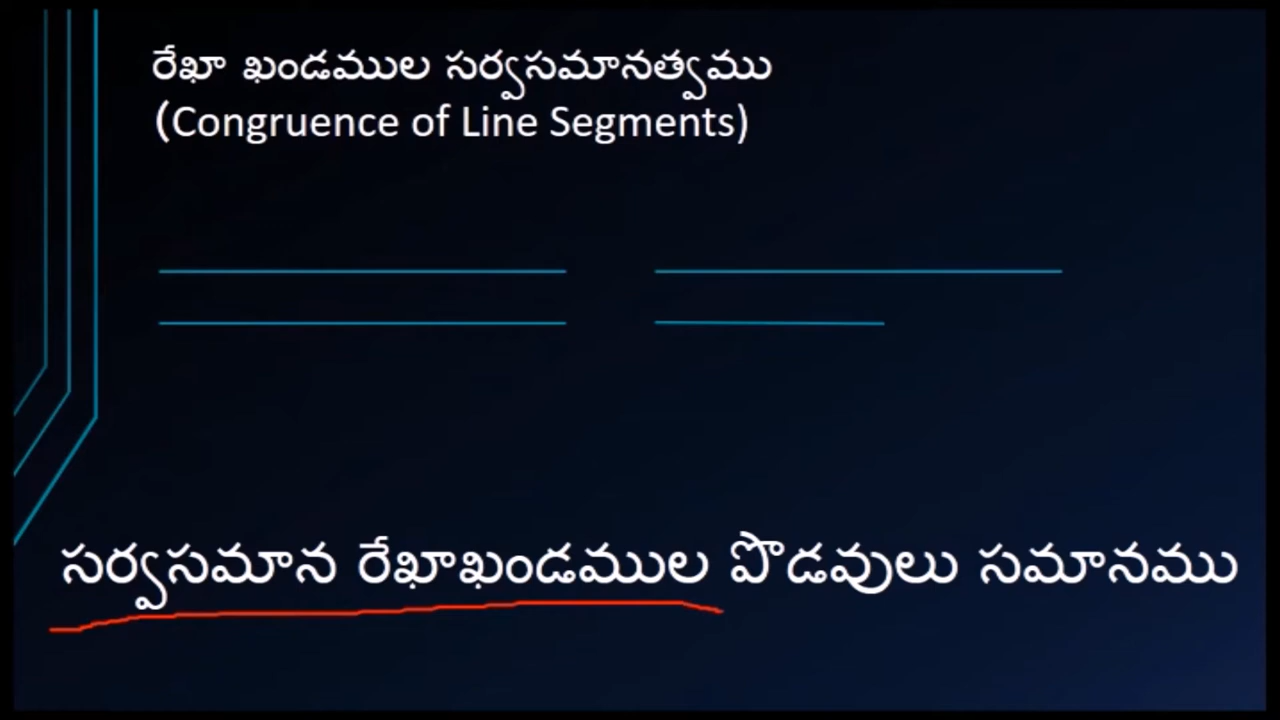 రేఖా ఖండముల సర్వసమానత్వము
(Congruence of Line Segments)
సర్వసమాన రేఖాఖండముల పొడవులు సమానము